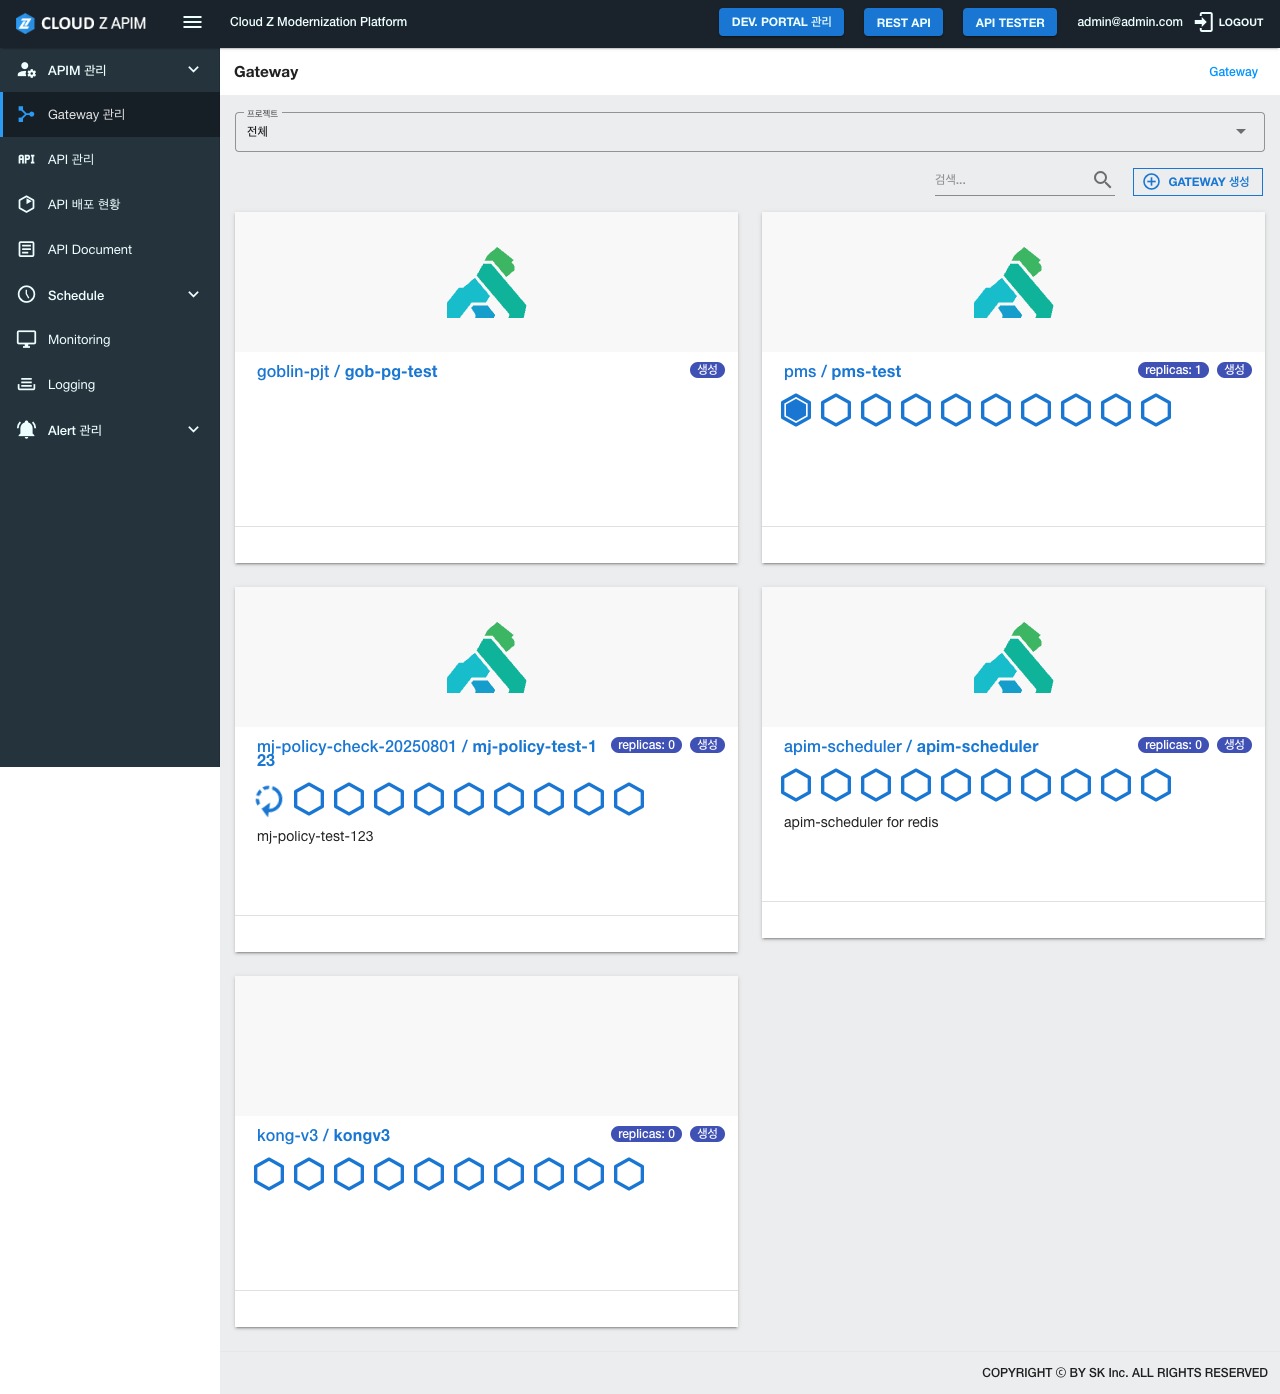 CLOUD Z APIM
Cloud Z Modernization Platform
DEV. PORTAL 관리
REST API
API TESTER
admin@admin.com
LOGOUT
APIM 관리
Gateway 관리
API 관리
API 배포 현황
API Document
Schedule
Monitoring
Logging
Alert 관리
Gateway
Gateway
프로젝트
전체
검색...
GATEWAY 생성
goblin-pjt / gob-pg-test
생성
pms / pms-test
replicas: 1
생성
mj-policy-check-20250801 / mj-policy-test-1
23
replicas: 0
생성
mj-policy-test-123
apim-scheduler / apim-scheduler
replicas: 0
생성
apim-scheduler for redis
kong-v3 / kongv3
replicas: 0
생성
COPYRIGHT © BY SK Inc. ALL RIGHTS RESERVED